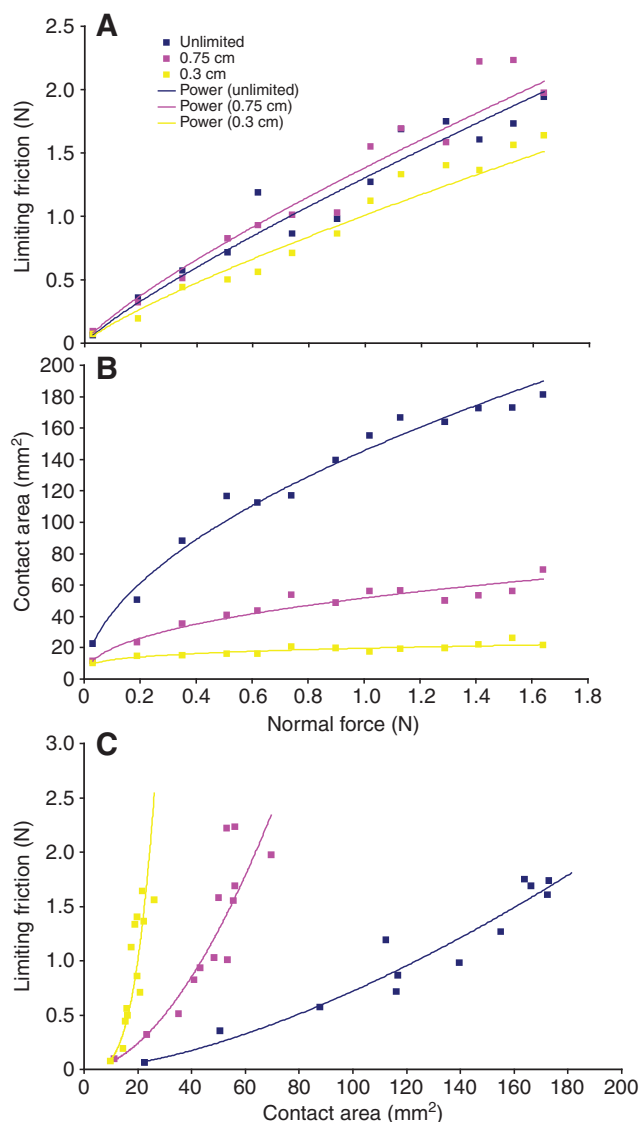 A
Unlimited
0.75 cm
0.3 cm
Power (unlimited)
Power (0.75 cm)
Power (0.3 cm)
2.5
2.0
1.5
1.0
0.5
0
Limiting friction (N)
B
200
180
160
140
120
100
80
60
40
20
0
Contact area (mm²)
0 0.2 0.4 0.6 0.8 1.0 1.2 1.4 1.6 1.8
Normal force (N)
C
3.0
2.5
2.0
1.5
1.0
0.5
0
Limiting friction (N)
0 20 40 60 80 100 120 140 160 180 200
Contact area (mm²)